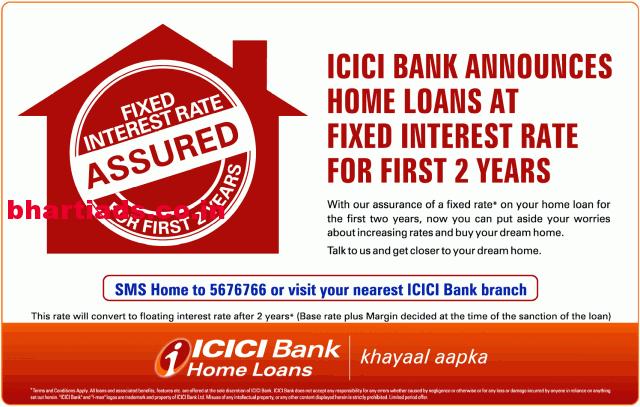 FIXED
INTEREST RATE
ASSURED
FOR FIRST 2 YEARS
bhartiads.co.in
ICICI BANK ANNOUNCES
HOME LOANS AT
FIXED INTEREST RATE
FOR FIRST 2 YEARS
With our assurance of a fixed rate* on your home loan for
the first two years, now you can put aside your worries
about increasing rates and buy your dream home.
Talk to us and get closer to your dream home.
SMS Home to 5676766 or visit your nearest ICICI Bank branch
This rate will convert to floating interest rate after 2 years* (Base rate plus Margin decided at the time of the sanction of the loan)
i ICICI Bank
Home Loans
khayaal aapka
*Terms and Conditions Apply. All loans and associated benefits, features etc. are offered at the sole discretion of ICICI Bank. ICICI Bank does not accept any responsibility for any errors whether caused by negligence or otherwise or for any loss or damage incurred by anyone in reliance on anything
set out herein. "ICICI Bank" and "I-man" logos are trademark and property of ICICI Bank Ltd. Misuse of any intellectual property, or any other content displayed herein is strictly prohibited. Limited period offer.